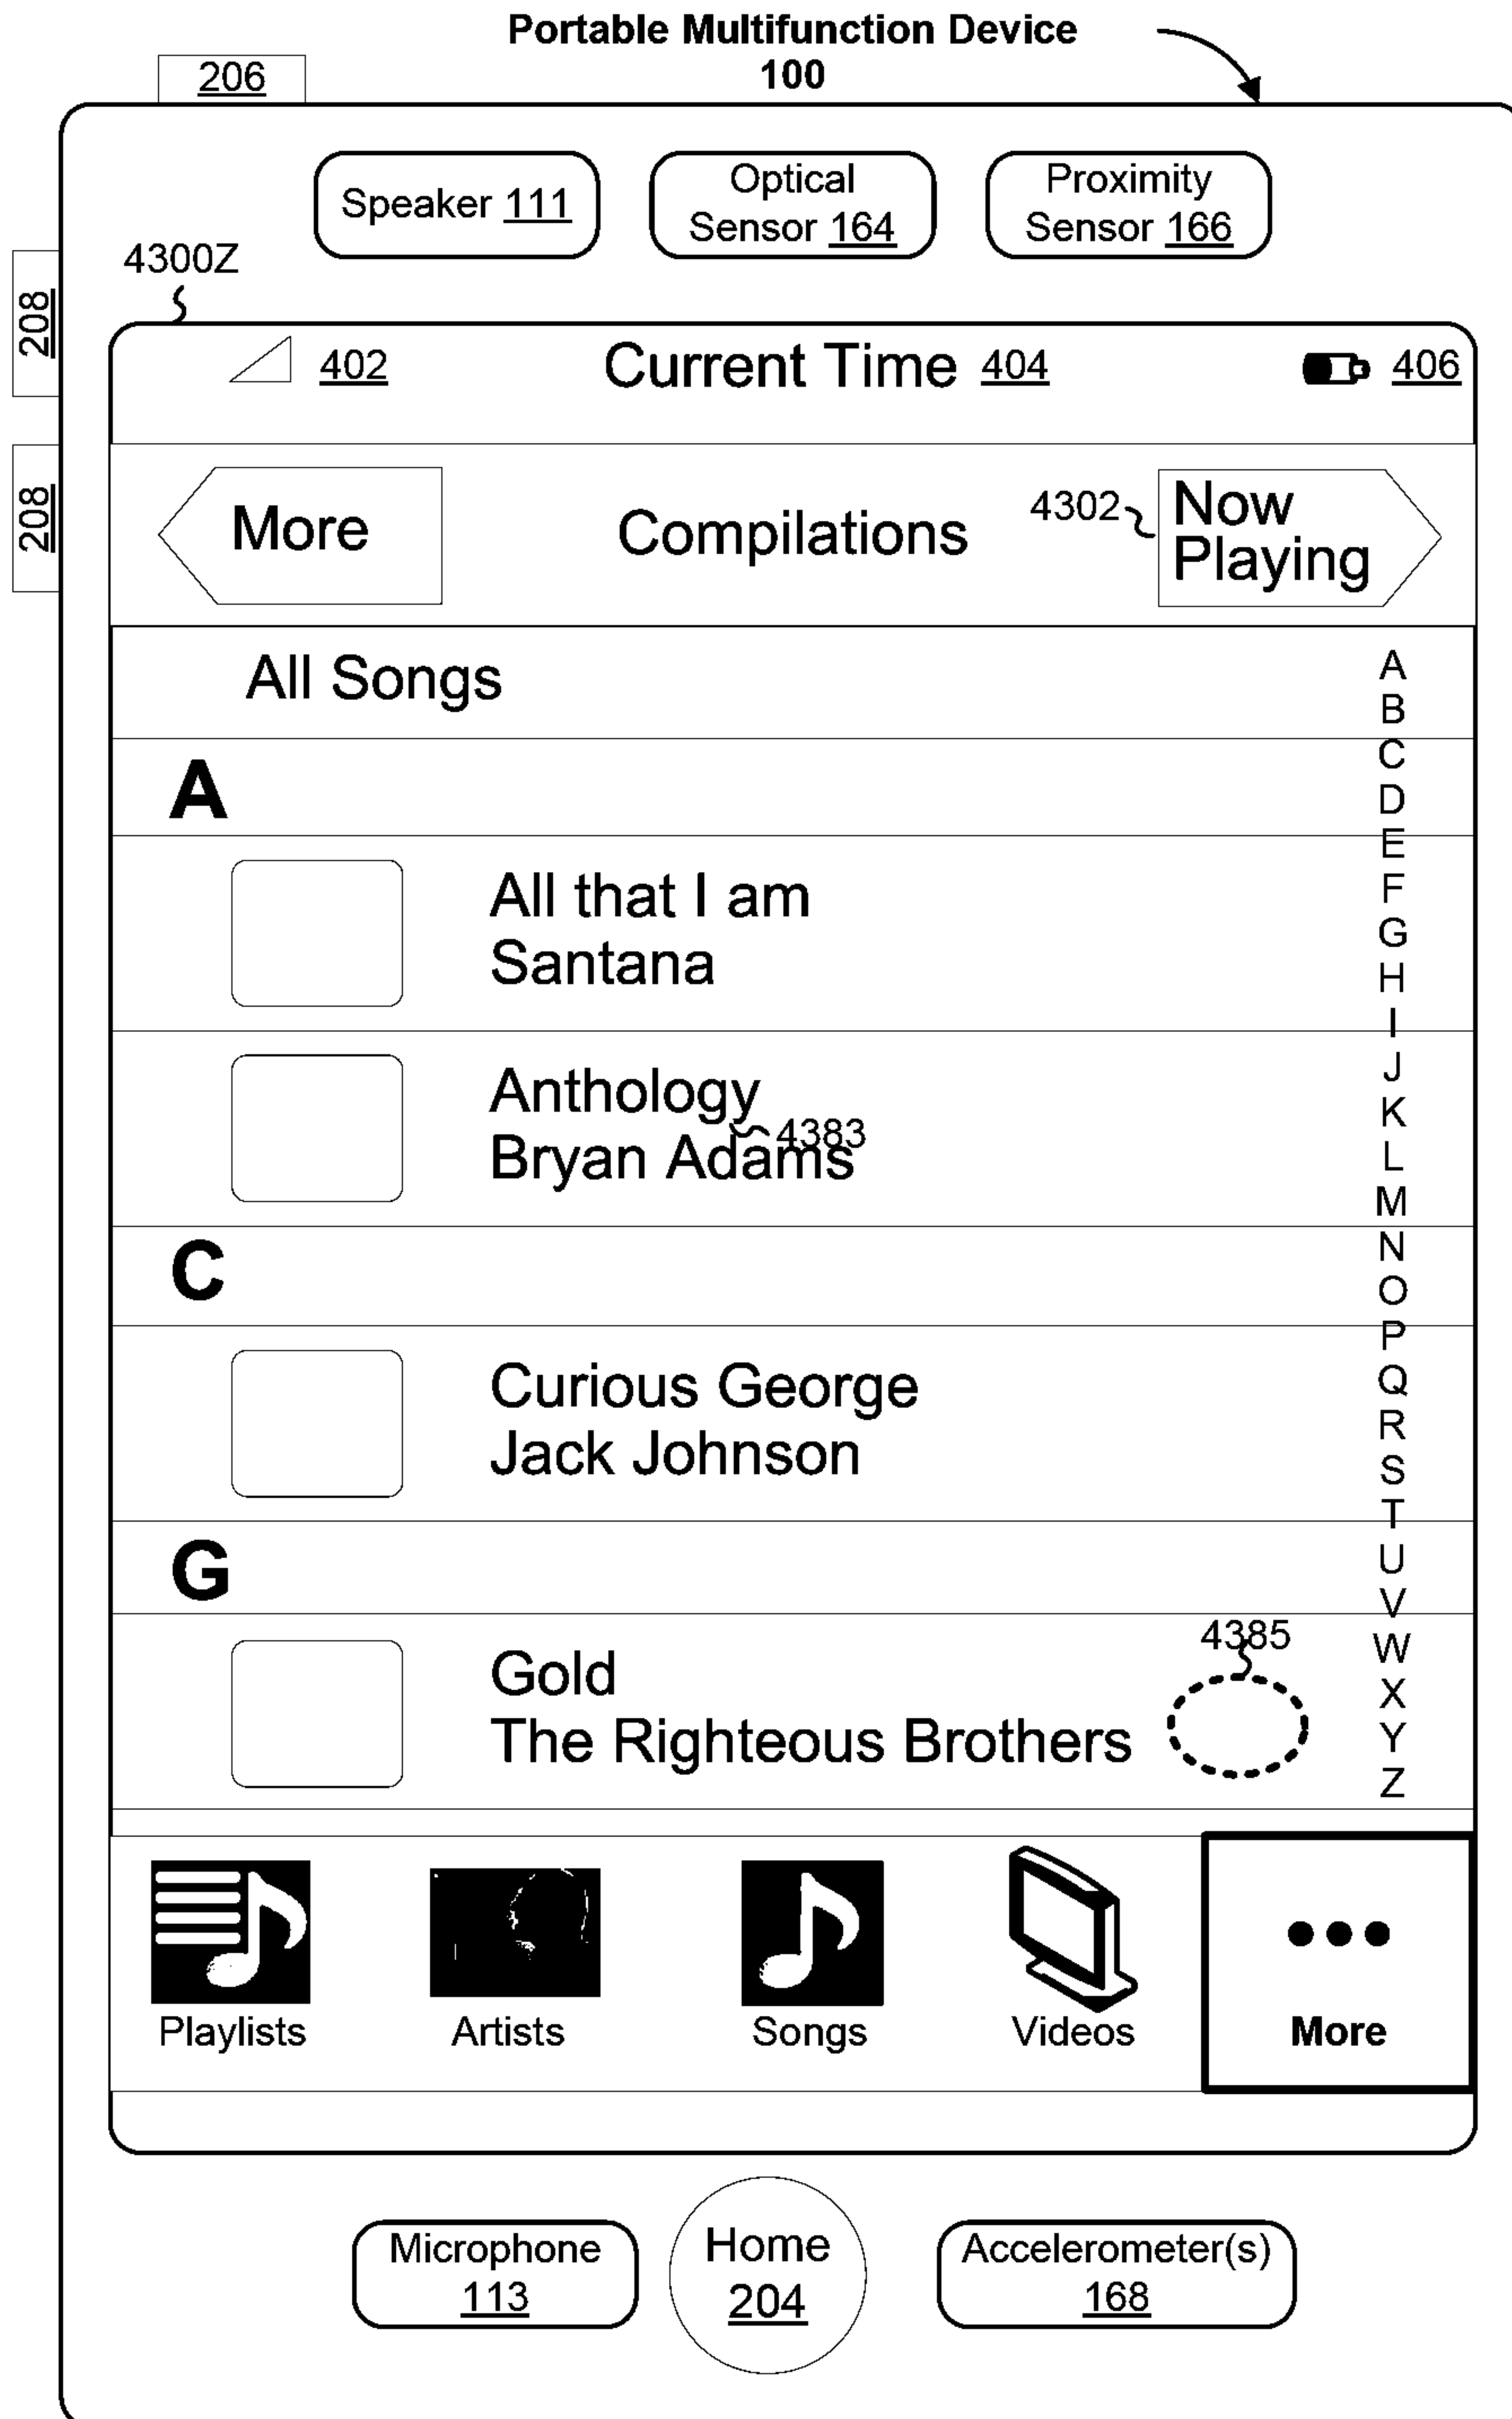 Portable Multifunction Device
100
206
Speaker 111
Optical
Sensor 164
Proximity
Sensor 166
4300Z
208
208
402
Current Time 404
406
More
Compilations
4302
Now
Playing
All Songs
A
B
C
D
E
F
G
H
I
J
K
L
M
N
O
P
Q
R
S
T
U
V
W
X
Y
Z
A
All that I am
Santana
Anthology
4383
Bryan Adams
C
Curious George
Jack Johnson
G
4385
Gold
The Righteous Brothers
Playlists
Artists
Songs
Videos
More
Microphone
113
Home
204
Accelerometer(s)
168